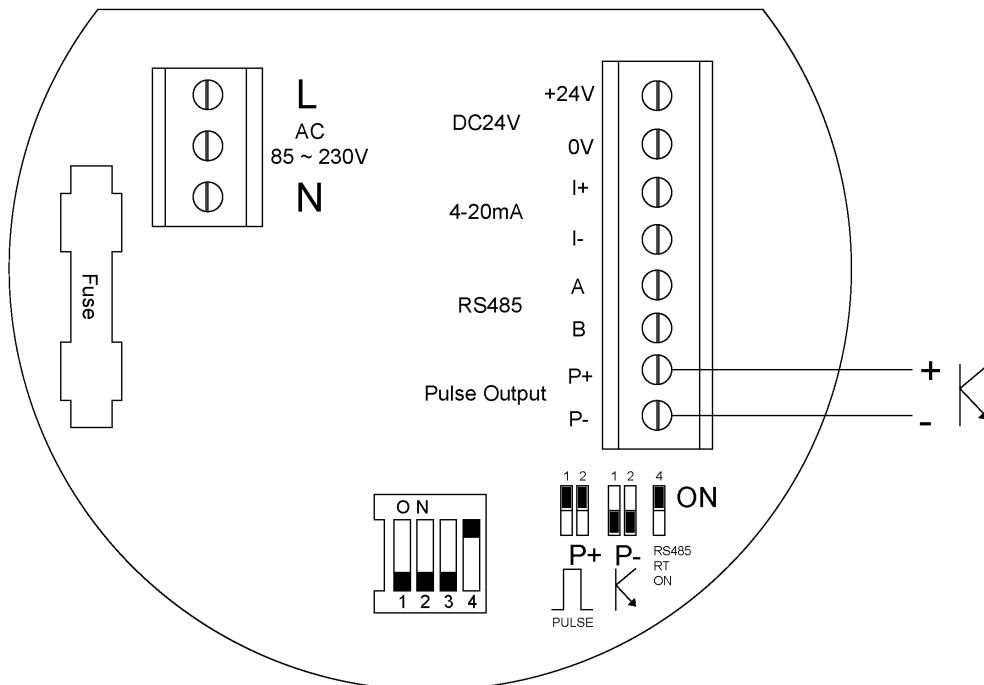 L
AC
85 ~ 230V
N
Fuse
DC24V
4-20mA
RS485
Pulse Output
+24V
0V
I+
I-
A
B
P+
P-
+
-
ON
1 2 3 4
1 2 1 2 4
ON
P+ P-
RS485
RT
ON
PULSE